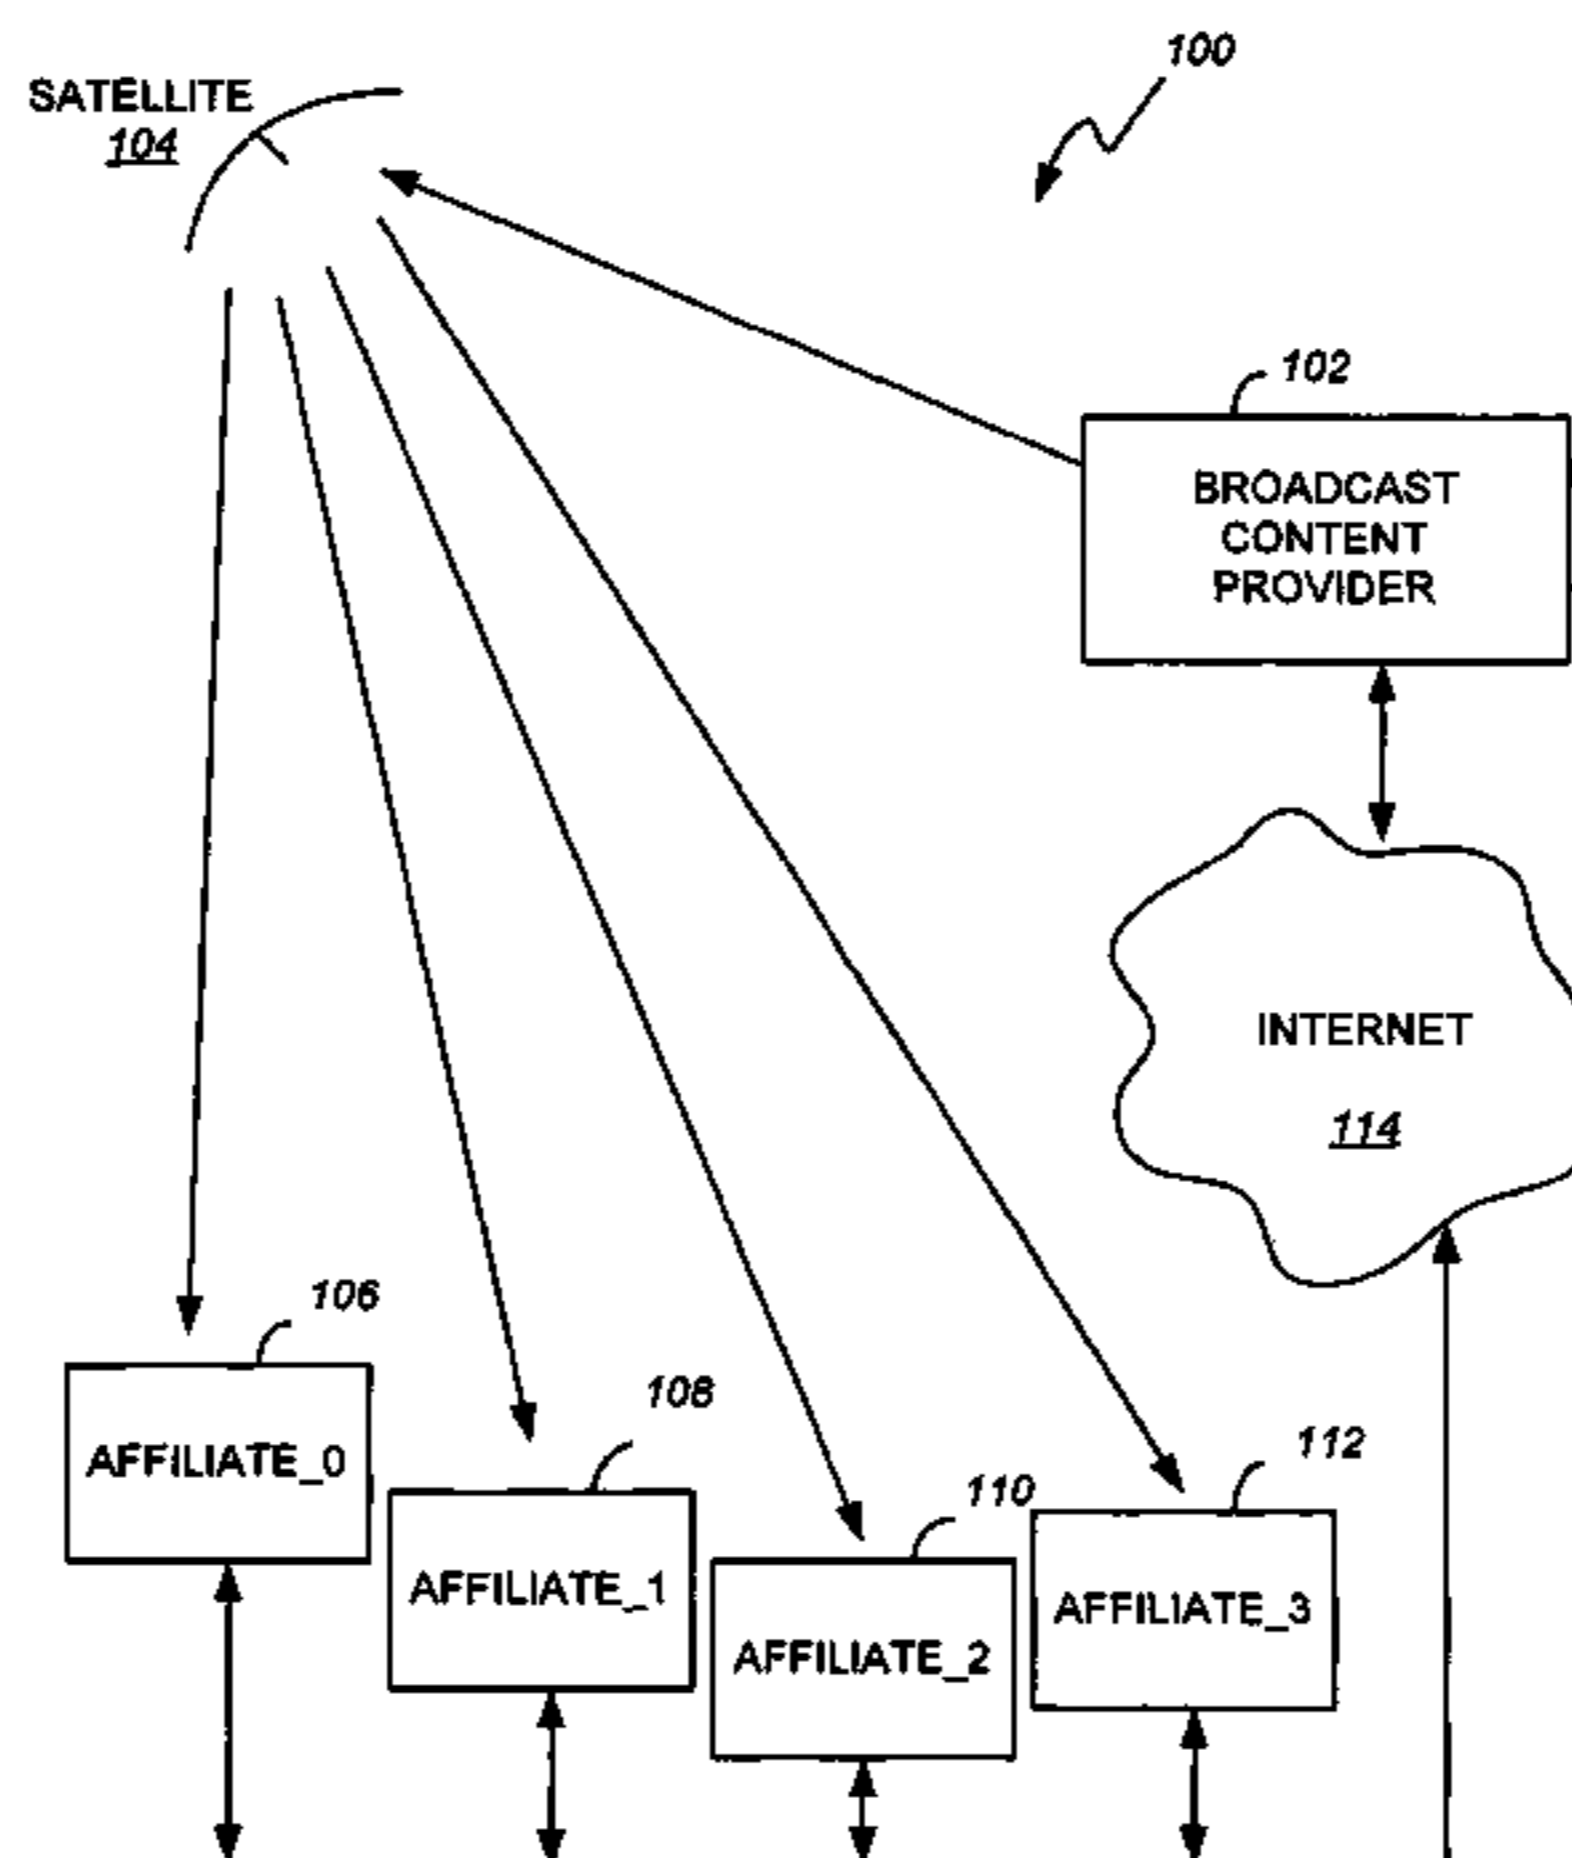 100
SATELLITE
104
102
BROADCAST
CONTENT
PROVIDER
INTERNET
114
106
108
112
110
AFFILIATE_0
AFFILIATE_1
AFFILIATE_3
AFFILIATE_2